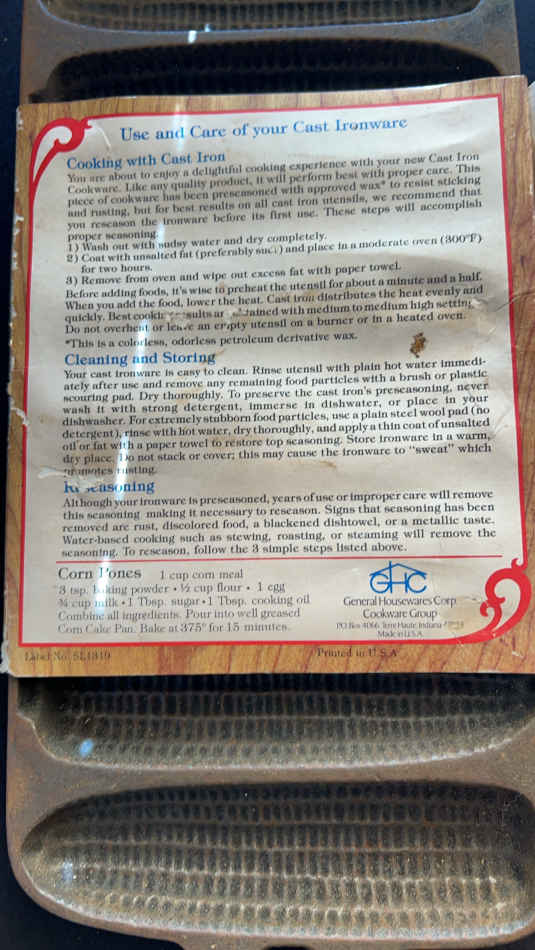 Use and Care of your Cast Ironware
Cooking with Cast Iron
You are about to enjoy a delightful cooking experience with your new Cast Iron
Cookware. Like any quality product, it will perform best with proper care. This
piece of cookware has been preseasoned with approved wax* to resist sticking
and rusting, but for best results on all cast iron utensils, we recommend that
you reseason the ironware before its first use. These steps will accomplish
proper seasoning.
1) Wash out with sudsy water and dry completely.
2) Coat with unsalted fat (preferably and place in a moderate oven (300°F)
for two hours.
3) Remove from oven and wipe out excess fat with paper towel.
Before adding foods, it's wise to preheat the utensil for about a minute and a half.
When you add the food, lower the heat. Cast iron distributes the heat evenly and
quickly. Best cooking results are obtained with medium to medium high setting
Do not overheat or leave an empty utensil on a burner or in a heated oven.
*This is a colorless, odorless petroleum derivative wax.
Cleaning and Storing
Your cast ironware is easy to clean. Rinse utensil with plain hot water immedi-
ately after use and remove any remaining food particles with a brush or plastic
scouring pad. Dry thoroughly. To preserve the cast iron's preseasoning, never
wash it with strong detergent, immerse in dishwater, or place in your
dishwasher. For extremely stubborn food particles, use a plain steel wool pad (no
detergent), rinse with hot water, dry thoroughly, and apply a thin coat of unsalted
oil or fat with a paper towel to restore top seasoning. Store ironware in a warm,
dry place. Do not stack or cover; this may cause the ironware to "sweat" which
promotes rusting.
Reseasoning
Although your ironware is preseasoned, years of use or improper care will remove
this seasoning making it necessary to reseason. Signs that seasoning has been
removed are rust, discolored food, a blackened dishtowel, or a metallic taste.
Water-based cooking such as stewing, roasting, or steaming will remove the
seasoning. To reseason, follow the 3 simple steps listed above.
Corn Pones 1 cup corn meal
3 tsp. baking powder • ½ cup flour • 1 egg
¾ cup milk • 1 Tbsp. sugar • 1 Tbsp. cooking oil
Combine all ingredients. Pour into well greased
Corn Cake Pan. Bake at 375° for 15 minutes.
GHC
General Housewares Corp.
Cookware Group
P.O. Box 4066 Terre Haute, Indiana
Made in U.S.A.
Label No. SL1319
Printed in U.S.A.